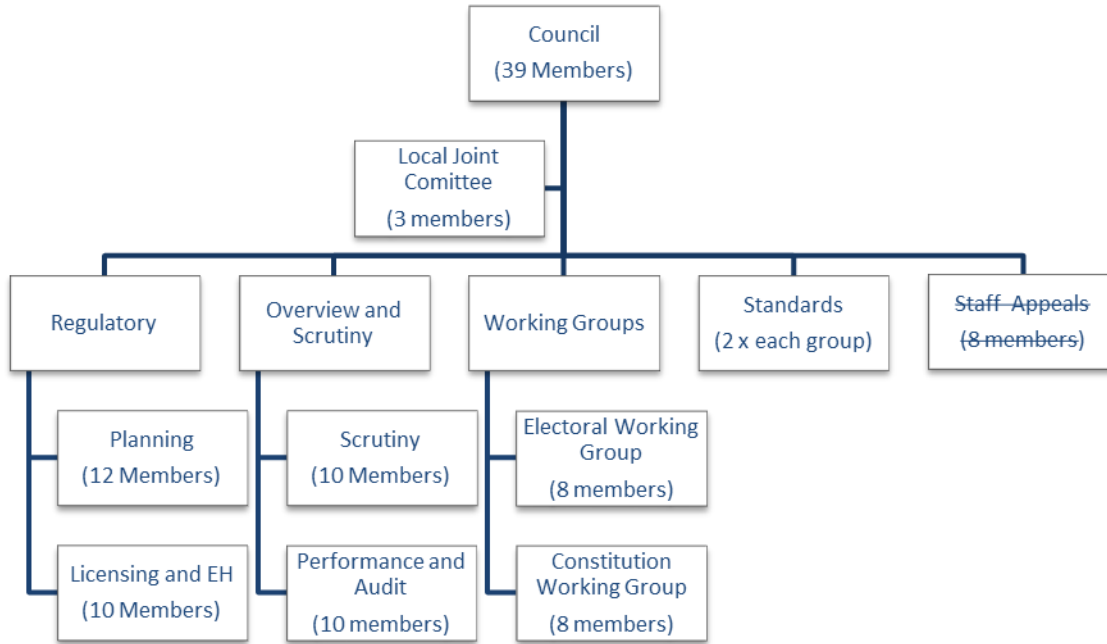 Council
(39 Members)
Local Joint
Comittee
(3 members)
Regulatory
Overview and
Scrutiny
Working Groups
Standards
(2 x each group)
Staff Appeals
(8 members)
Planning
(12 Members)
Scrutiny
(10 Members)
Electoral Working
Group
(8 members)
Licensing and EH
(10 Members)
Performance and
Audit
(10 members)
Constitution
Working Group
(8 members)